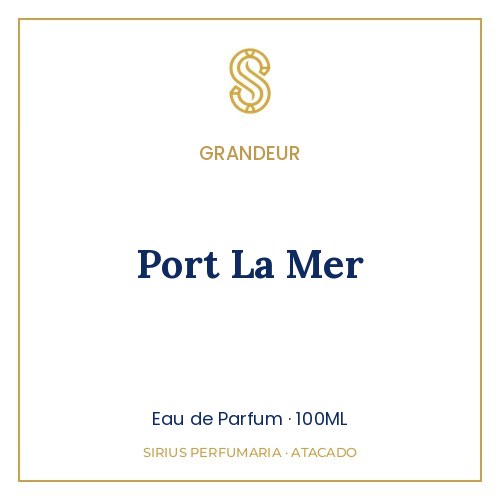 GRANDEUR
Port La Mer
Eau de Parfum · 100ML
SIRIUS PERFUMARIA · ATACADO